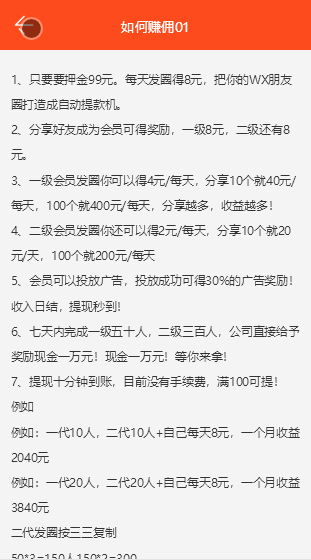 如何赚佣01
1、只要要押金99元。每天发圈得8元，把你的WX朋友
圈打造成自动提款机。
2、分享好友成为会员可得奖励，一级8元，二级还有8
元。
3、一级会员发圈你可以得4元/每天，分享10个就40元/
每天，100个就400元/每天，分享越多，收益越多！
4、二级会员发圈你还可以得2元/每天，分享10个就20
元/天，100个就200元/每天
5、会员可以投放广告，投放成功可得30%的广告奖励！
收入日结，提现秒到！
6、七天内完成一级五十人，二级三百人，公司直接给予
奖励现金一万元！现金一万元！等你来拿！
7、提现十分钟到账，目前没有手续费，满100可提！
例如
例如：一代10人，二代10人+自己每天8元，一个月收益
2040元
例如：一代20人，二代20人+自己每天8元，一个月收益
3840元
二代发圈按三三复制
50*3=150人150*2=300